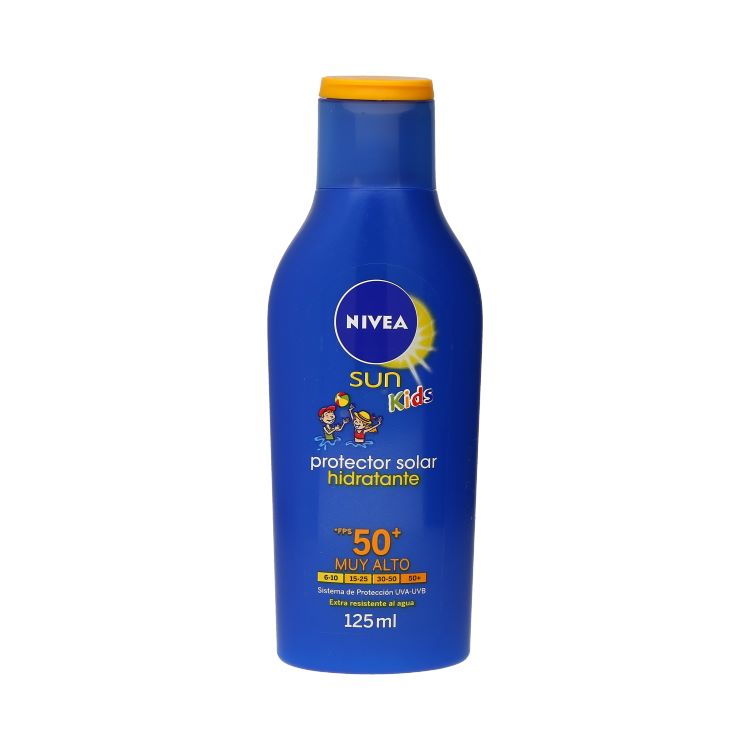 NIVEA
sun
Kids
protector solar
hidratante
*FPS 50+
MUY ALTO
6-10 15-25 30-50 50+
Sistema de Protección UVA-UVB
Extra resistente al agua
125ml